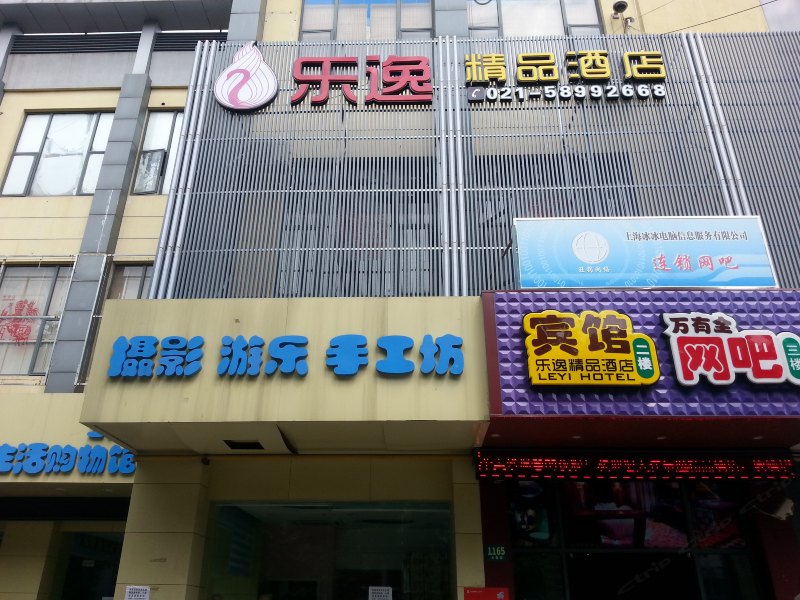 乐逸 精品酒店
021-58992668
上海冰冰电脑信息服务有限公司
连锁网吧
摄影 游乐 手工坊
宾馆
乐逸精品酒店
LEYI HOTEL
二楼
万有宝
网吧
三楼
生活购物馆
1165